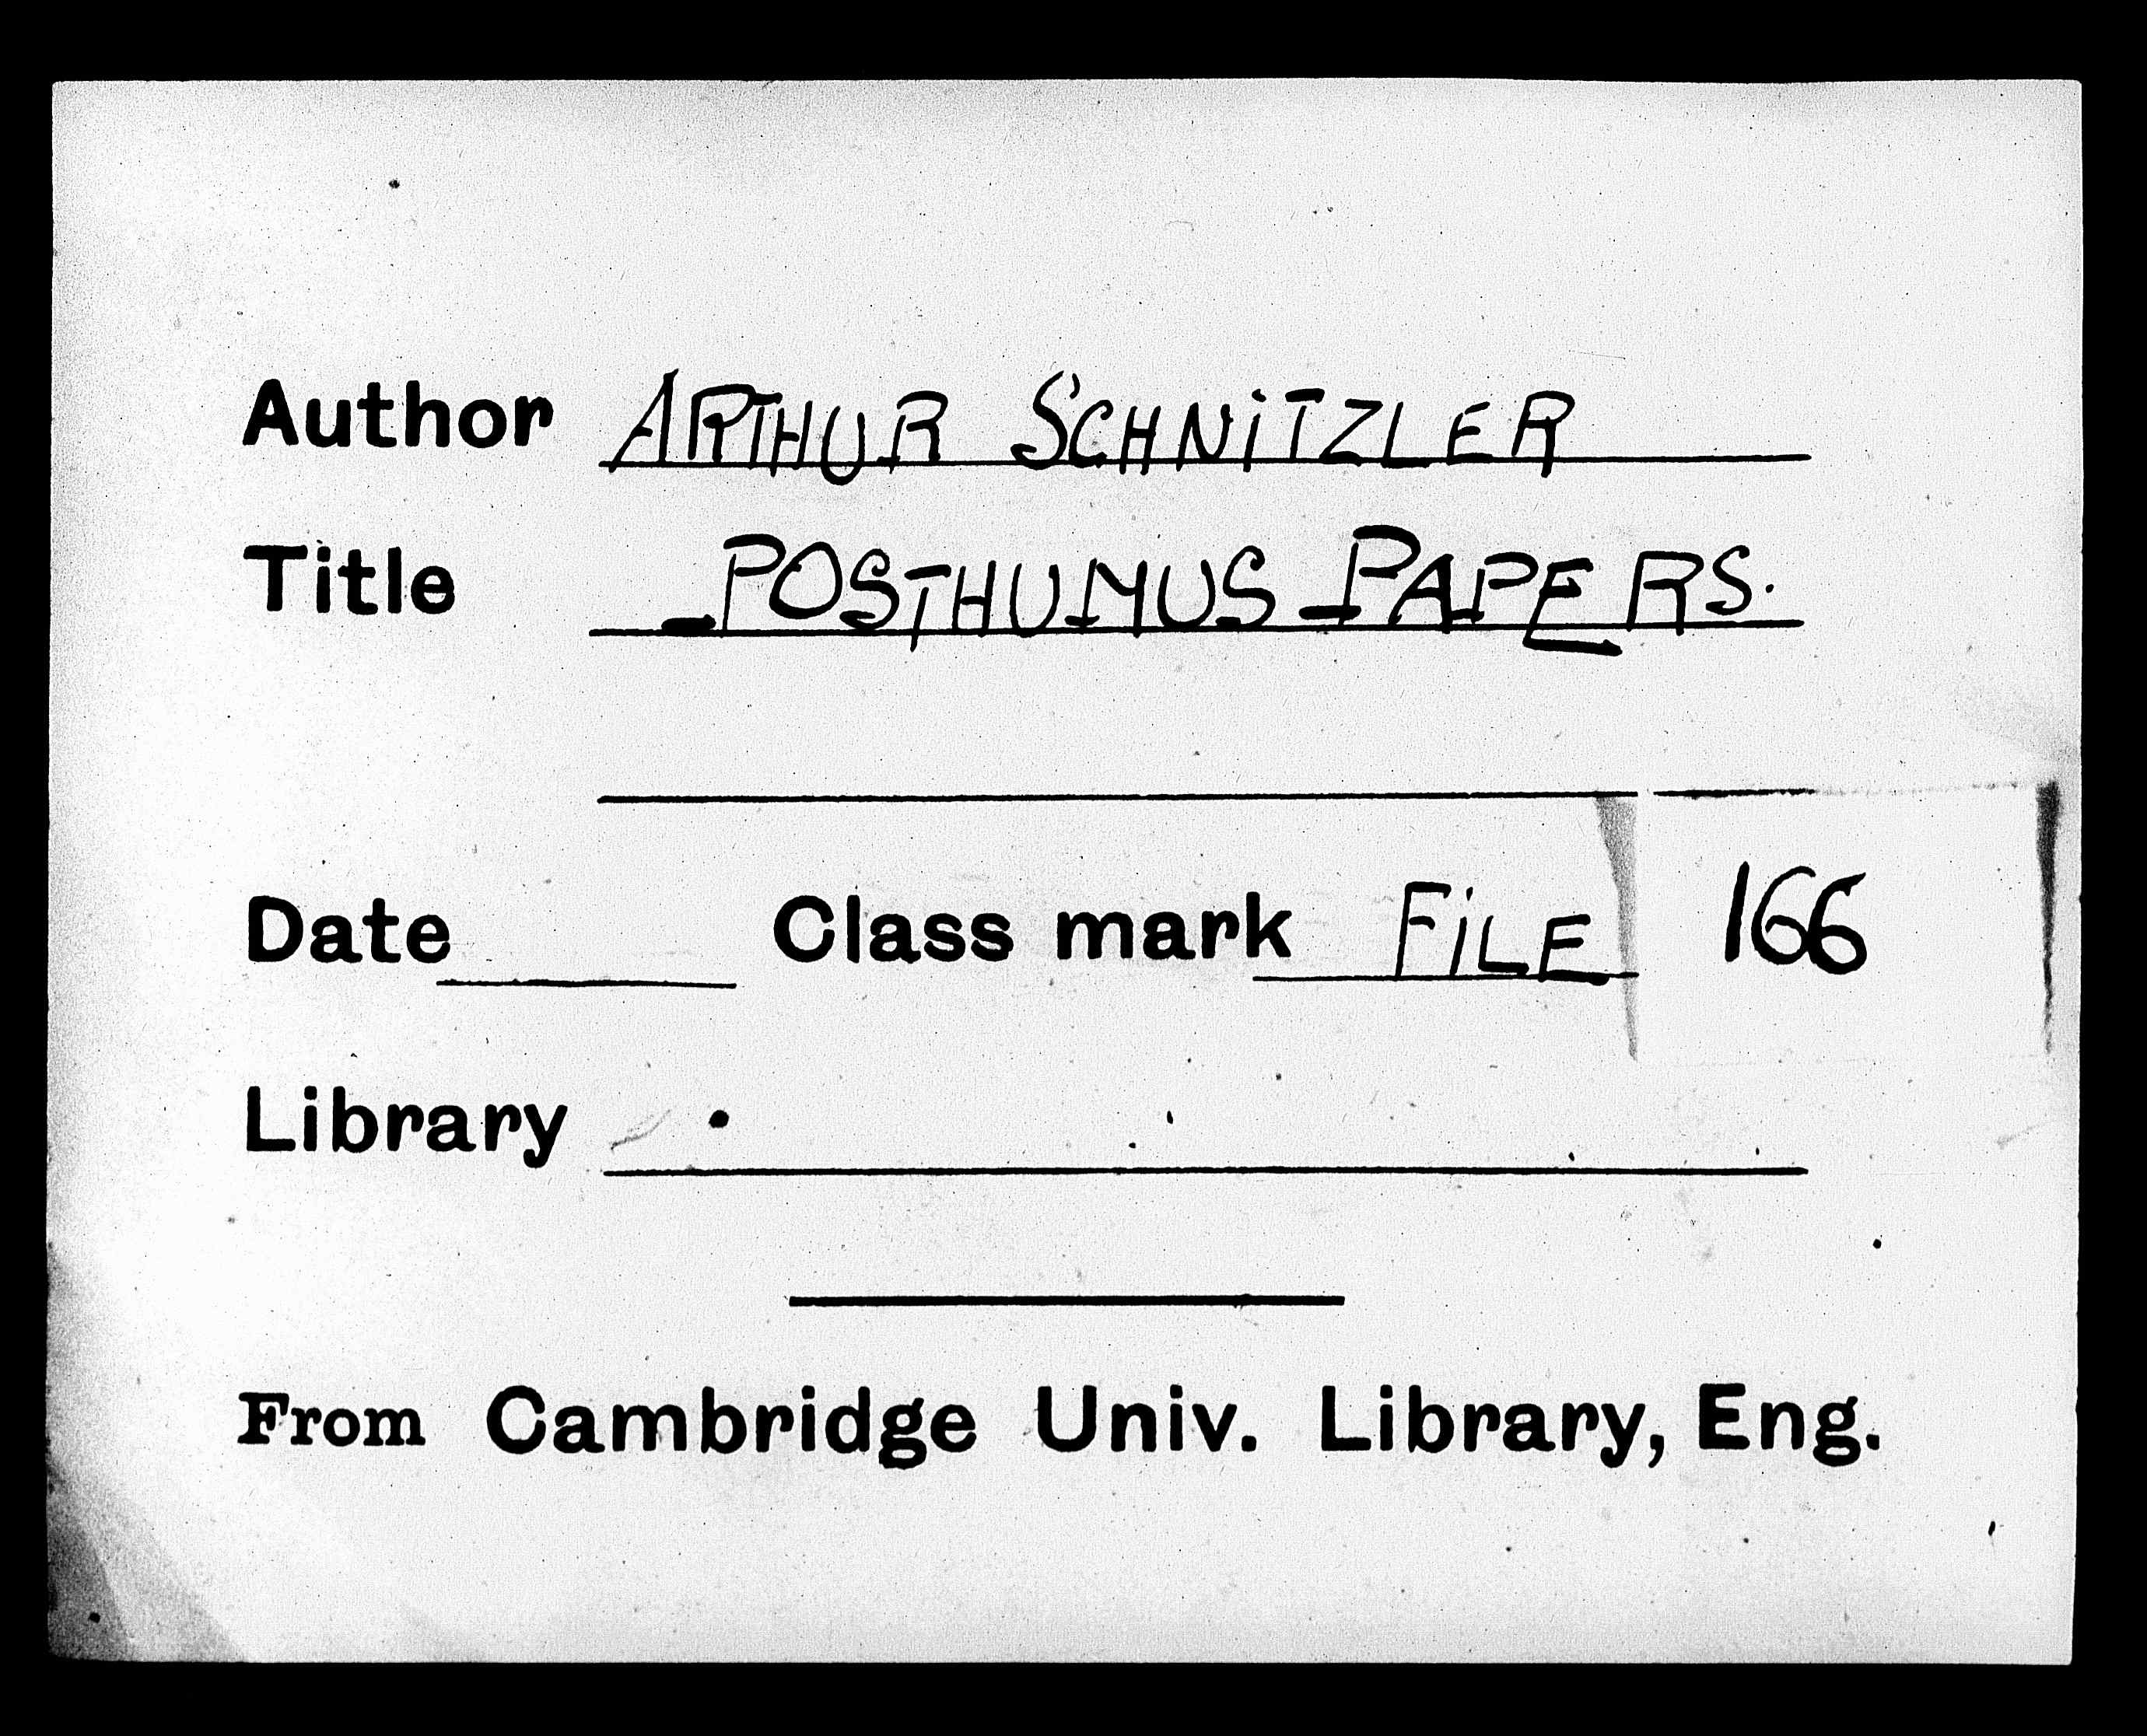 Author ARTHUR SCHNiTZLER
Title POSTHUMUS PAPERS.
Date Class mark FiLE 166
Library
From Cambridge Univ. Library, Eng.